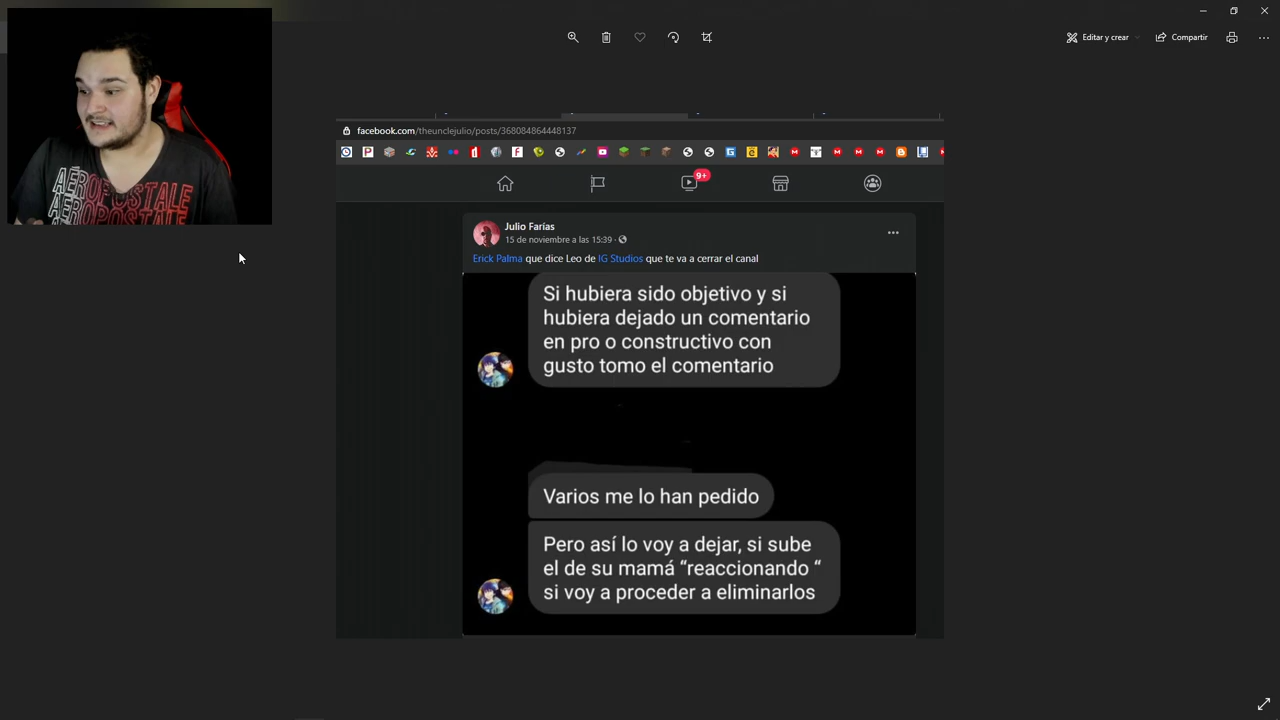 AÉROPOSTALE
AÉROPOSTALE
Editar y crear
Compartir
facebook.com/theunclejulio/posts/368084864448137
9+
Julio Farías
15 de noviembre a las 15:39 ·
Erick Palma que dice Leo de IG Studios que te va a cerrar el canal
Si hubiera sido objetivo y si
hubiera dejado un comentario
en pro o constructivo con
gusto tomo el comentario
Varios me lo han pedido
Pero así lo voy a dejar, si sube
el de su mamá “reaccionando “
si voy a proceder a eliminarlos